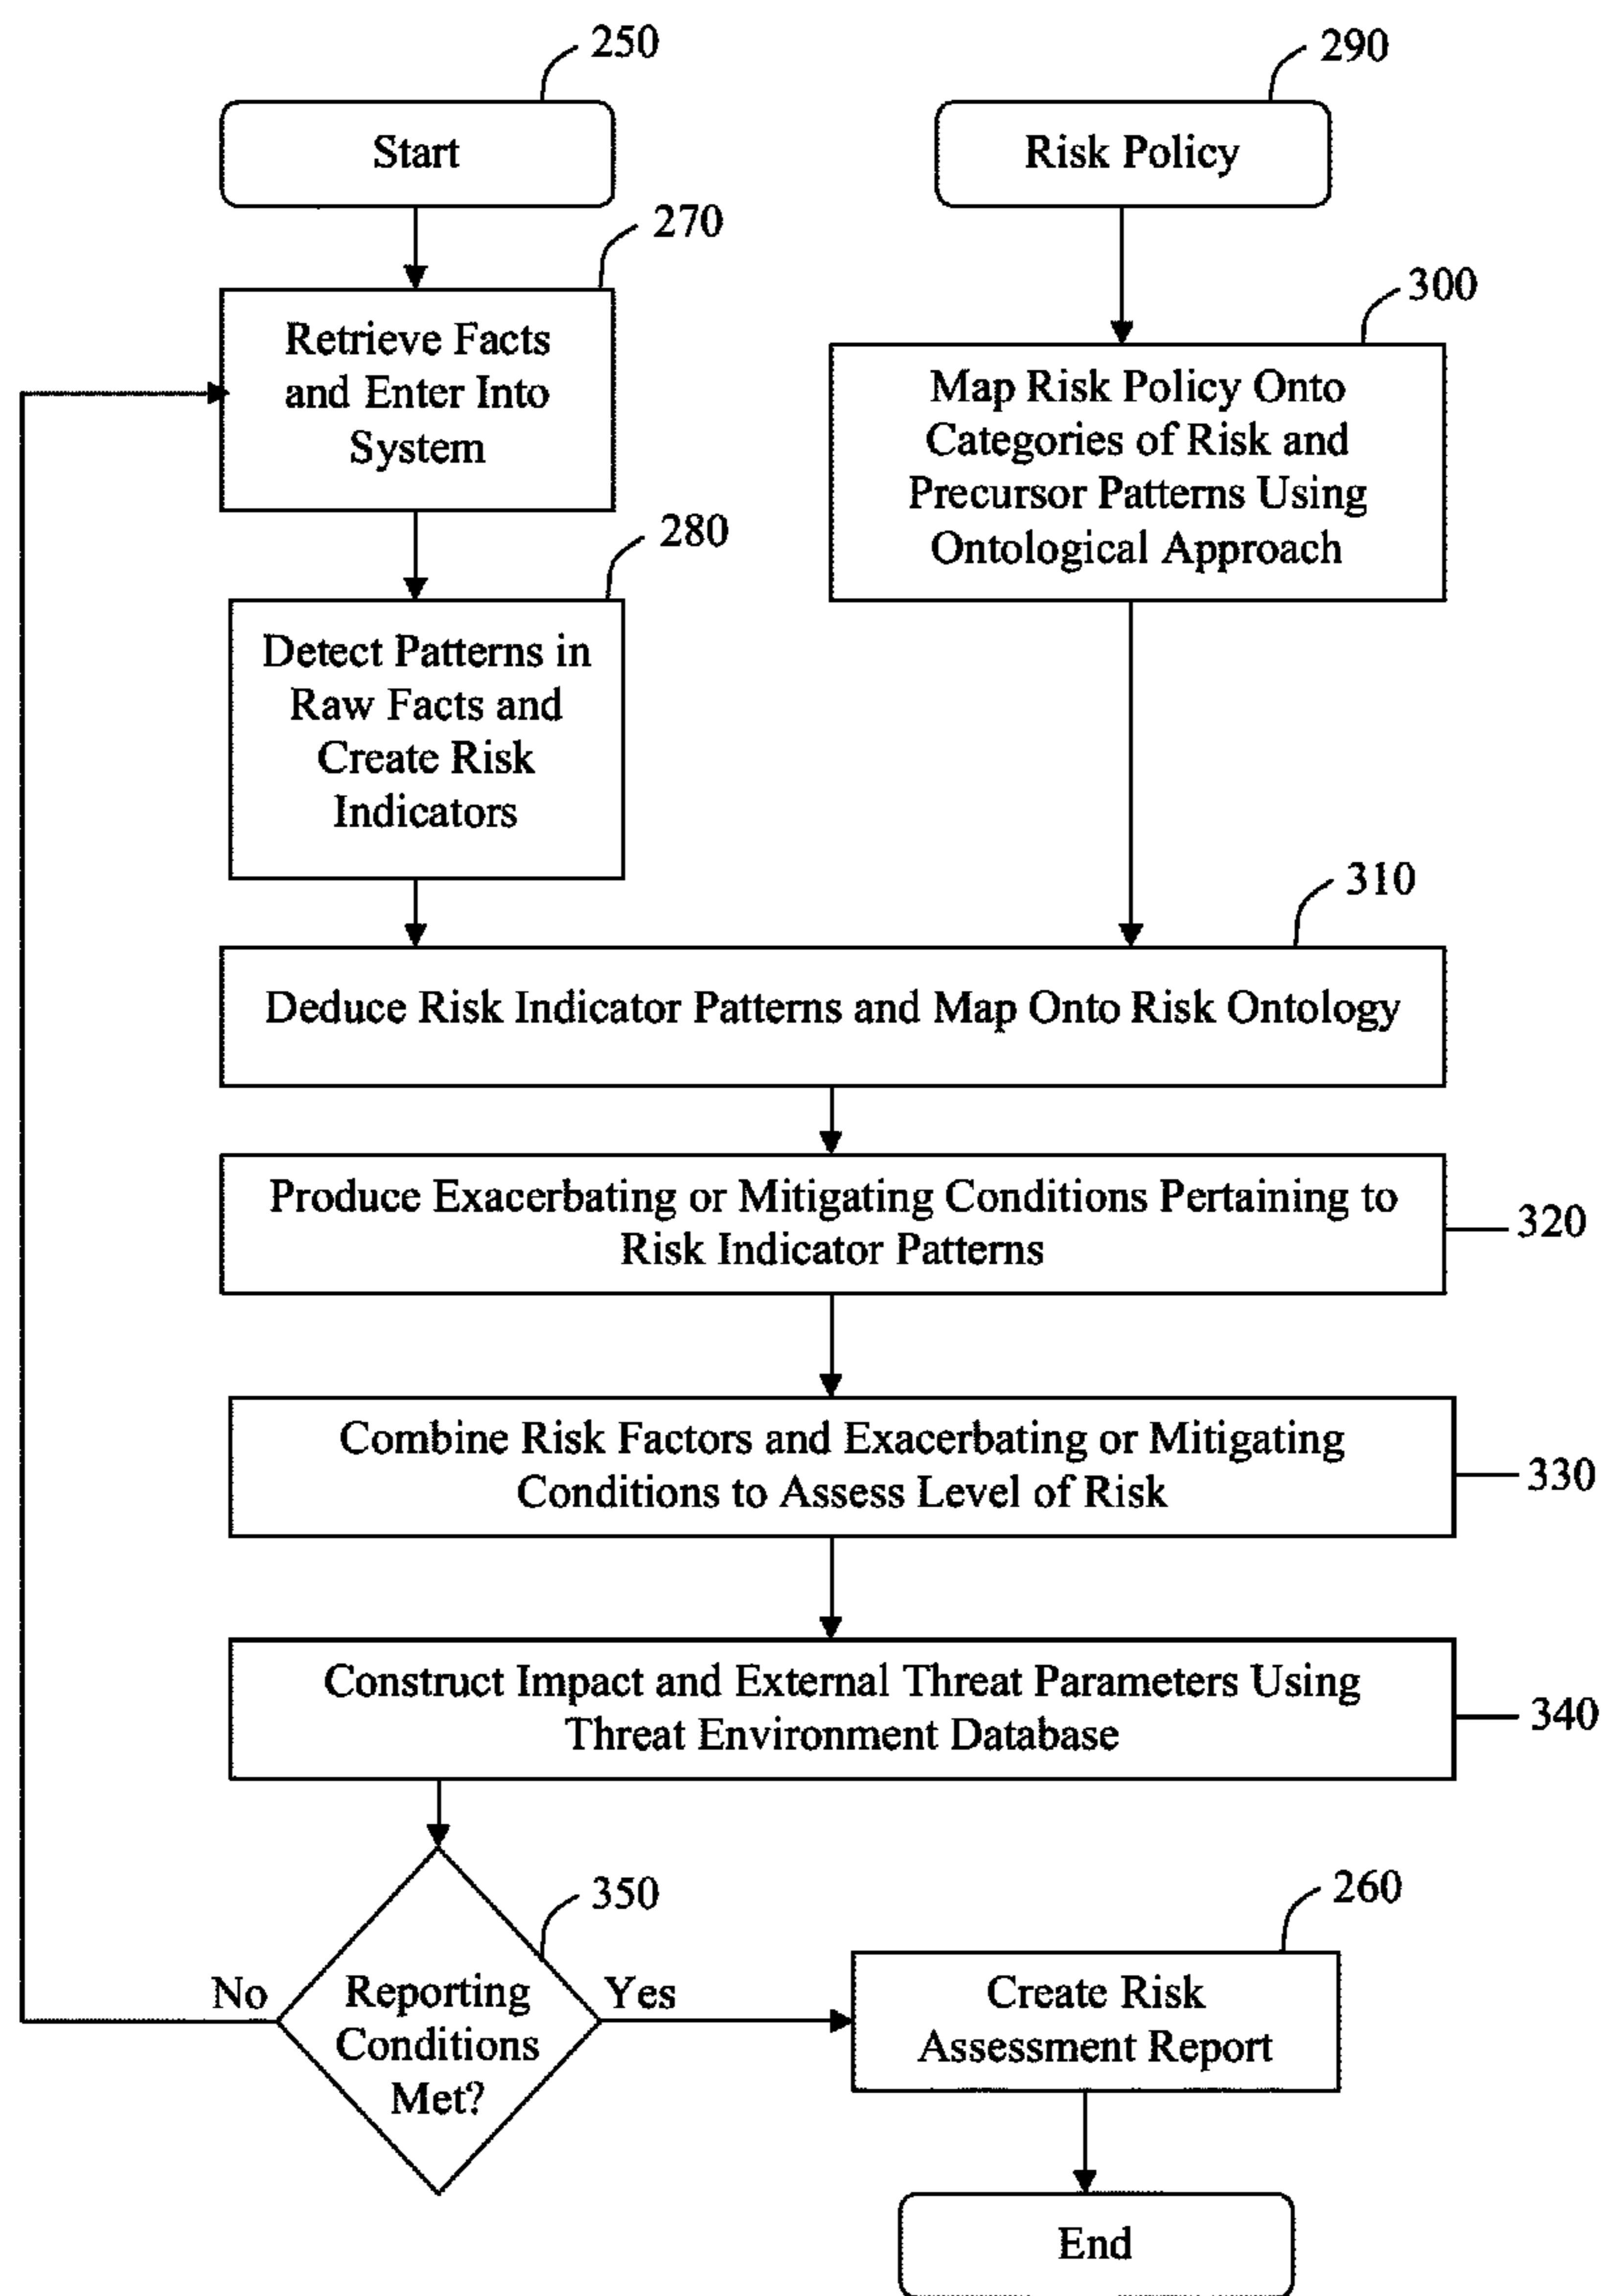 250
Start
290
Risk Policy
270
Retrieve Facts
and Enter Into
System
300
Map Risk Policy Onto
Categories of Risk and
Precursor Patterns Using
Ontological Approach
280
Detect Patterns in
Raw Facts and
Create Risk
Indicators
310
Deduce Risk Indicator Patterns and Map Onto Risk Ontology
Produce Exacerbating or Mitigating Conditions Pertaining to
Risk Indicator Patterns
320
Combine Risk Factors and Exacerbating or Mitigating
Conditions to Assess Level of Risk
330
Construct Impact and External Threat Parameters Using
Threat Environment Database
340
350
Reporting
Conditions
Met?
No
Yes
260
Create Risk
Assessment Report
End